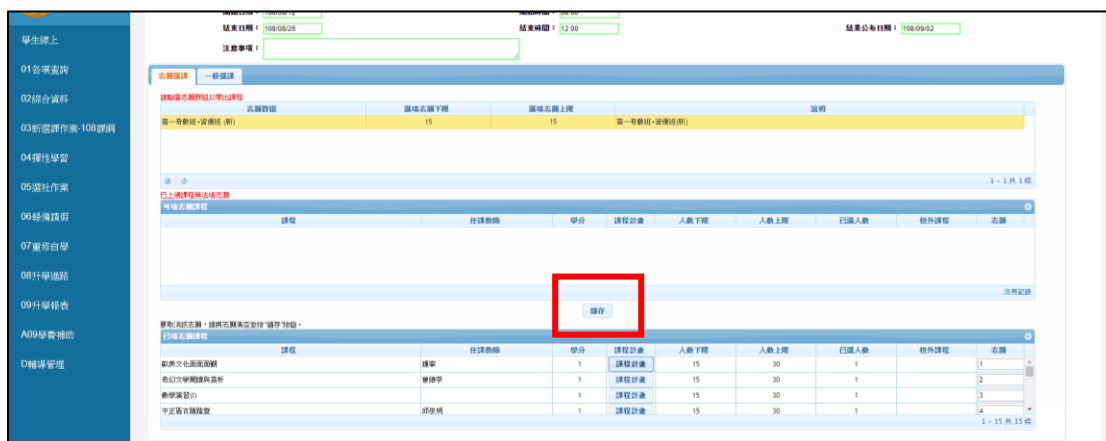 結束日期： 108/08/26 結束時間： 12:00 結果公布日期： 108/09/02
學生線上
注意事項：
01各項查詢
志願選課 一般選課
02綜合資料
請點選志願群組以帶出課程
志願群組 選填志願下限 選填志願上限 說明
03新選課作業-108課綱
高一奇數班+資優班 (新) 15 15 高一奇數班+資優班(新)
04彈性學習
05選社作業
1 - 1 共 1 條
已上過課程無法填志願
可填志願課程
06線上請假
課程 任課教師 學分 課程計畫 人數下限 人數上限 已選人數 校外課程 志願
07重修自學
08升學進路
沒有記錄
09升學報表
儲存
要取消該志願，請將志願清空並按"儲存"按鈕。
A09學費補助
已填志願課程
課程 任課教師 學分 課程計畫 人數下限 人數上限 已選人數 校外課程 志願
D輔導管理
歐美文化面面觀 鍾寧 1 課程計畫 15 30 1 1
奇幻文學閱讀與賞析 1 課程計畫 15 30 1 2
數學演習(I) 1 課程計畫 15 30 1 3
中正區言談踏查 邱俊明 1 課程計畫 15 30 1 4
1 - 15 共 15 條